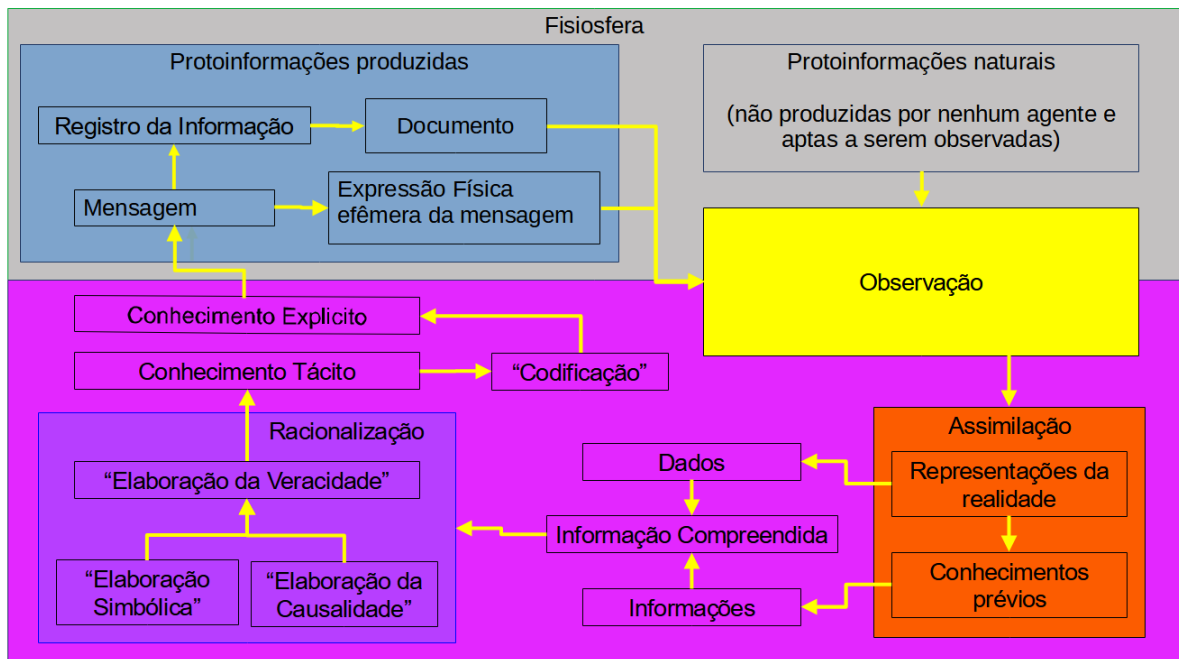 Fisiosfera
Protoinformações produzidas
Registro da Informação
Documento
Mensagem
Expressão Física
efêmera da mensagem
Protoinformações naturais
(não produzidas por nenhum agente e
aptas a serem observadas)
Observação
Conhecimento Explicito
Conhecimento Tácito
“Codificação”
Racionalização
“Elaboração da Veracidade”
“Elaboração
Simbólica”
“Elaboração da
Causalidade”
Dados
Informação Compreendida
Informações
Assimilação
Representações da
realidade
Conhecimentos
prévios